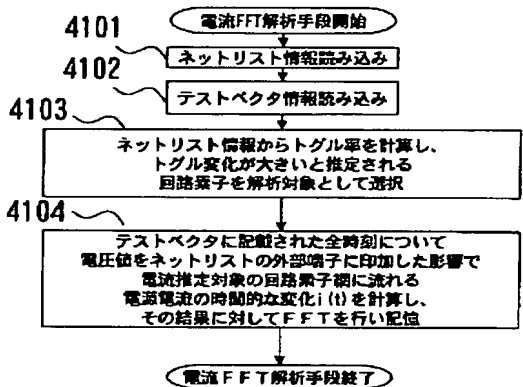 電流FFT解析手段開始
4101
ネットリスト情報読み込み
4102
テストベクタ情報読み込み
4103
ネットリスト情報からトグル率を計算し、
トグル変化が大きいと推定される
回路素子を解析対象として選択
4104
テストベクタに記載された全時刻について
電圧値をネットリストの外部端子に印加した影響で
電流推定対象の回路素子網に流れる
電源電流の時間的な変化i(t)を計算し、
その結果に対してFFTを行い記憶
電流FFT解析手段終了